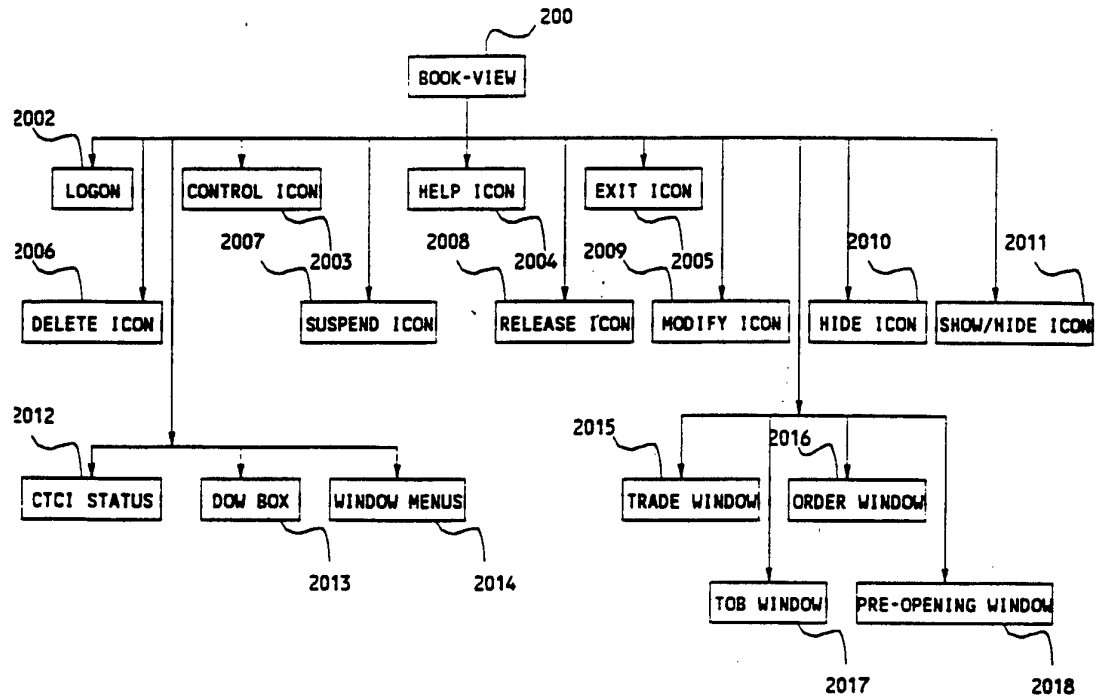 200
BOOK-VIEW
2002
LOGON
CONTROL ICON
HELP ICON
EXIT ICON
2006
2007
2003
2008
2004
2009
2005
2010
2011
DELETE ICON
SUSPEND ICON
RELEASE ICON
MODIFY ICON
HIDE ICON
SHOW/HIDE ICON
2012
2015
2016
CTCI STATUS
DOW BOX
WINDOW MENUS
TRADE WINDOW
ORDER WINDOW
2013
2014
TOB WINDOW
PRE-OPENING WINDOW
2017
2018